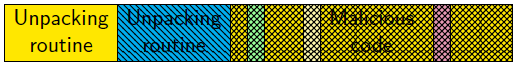 Unpacking
routine
Unpacking
routine
Malicious
code